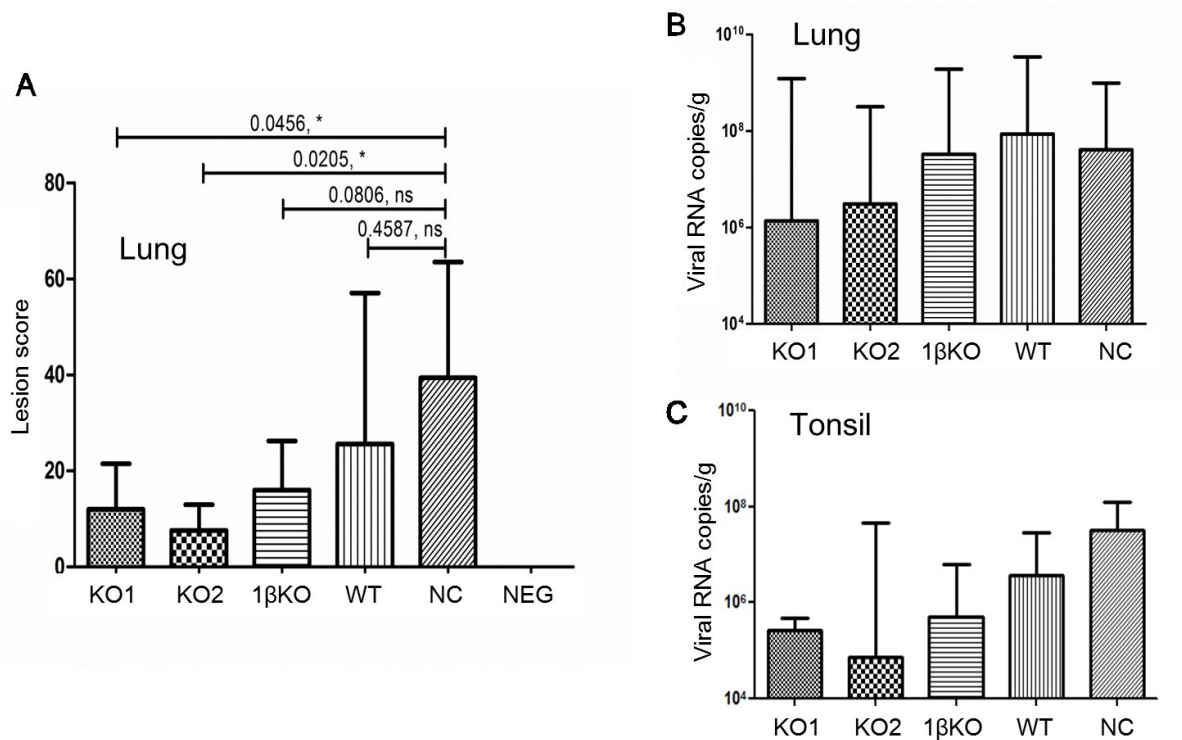 A
0.0456, *
0.0205, *
0.0806, ns
0.4587, ns
Lung
Lesion score
80
60
40
20
0
KO1 KO2 1βKO WT NC NEG
B
Lung
Viral RNA copies/g
10¹⁰
10⁸
10⁶
10⁴
KO1 KO2 1βKO WT NC
C
Tonsil
Viral RNA copies/g
10¹⁰
10⁸
10⁶
10⁴
KO1 KO2 1βKO WT NC